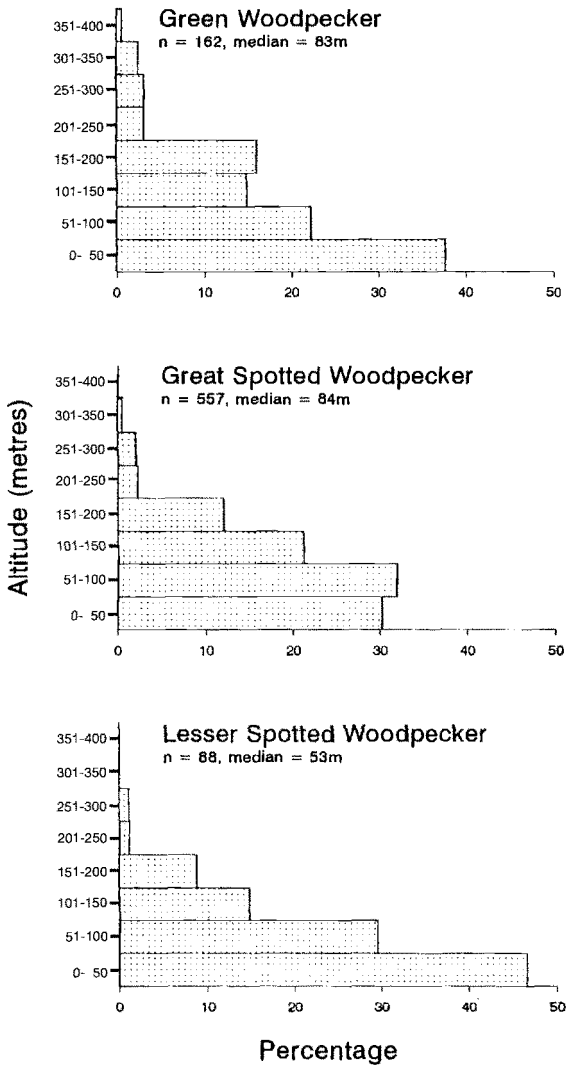 Green Woodpecker
n = 162, median = 83m
351-400
301-350
251-300
201-250
151-200
101-150
51-100
0- 50
0 10 20 30 40 50
Great Spotted Woodpecker
n = 557, median = 84m
351-400
301-350
251-300
201-250
151-200
101-150
51-100
0- 50
0 10 20 30 40 50
Altitude (metres)
Lesser Spotted Woodpecker
n = 88, median = 53m
351-400
301-350
251-300
201-250
151-200
101-150
51-100
0- 50
0 10 20 30 40 50
Percentage